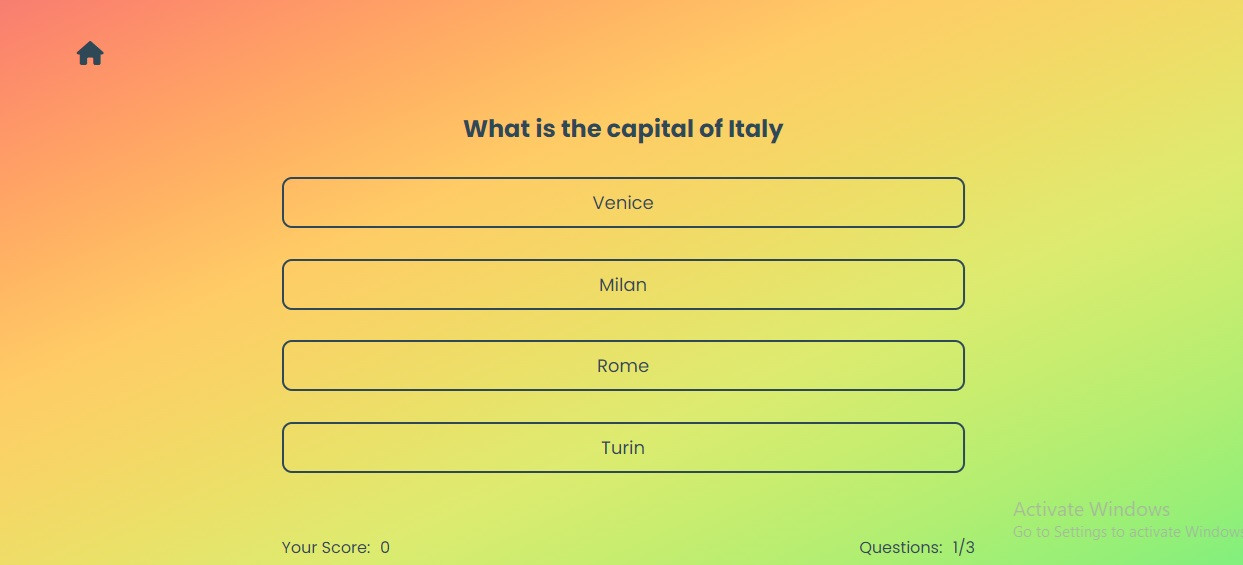 What is the capital of Italy
Venice
Milan
Rome
Turin
Your Score: 0
Questions: 1/3
Activate Windows
Go to Settings to activate Windows